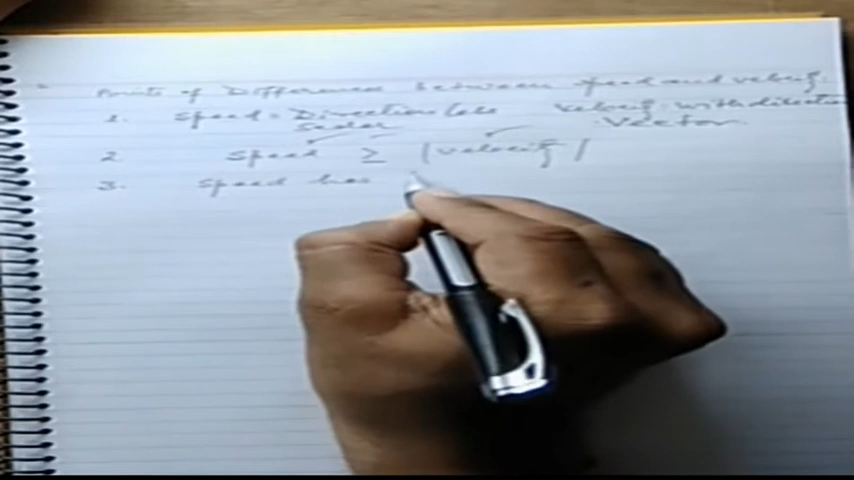 Points of Difference between speed and velocity.
1. speed = Directionless velocity. with direction
scalar vector
2 speed ≥ |velocity|
3. speed has